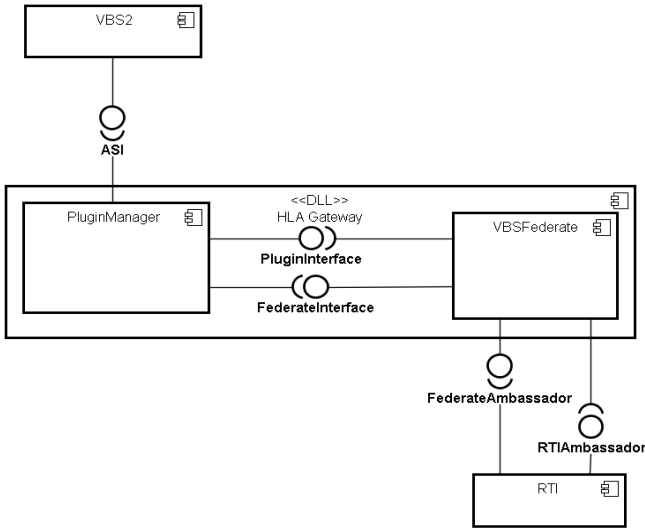 VBS2
ASI
<<DLL>>
HLA Gateway
PluginManager
VBSFederate
PluginInterface
FederateInterface
FederateAmbassador
RTIAmbassador
RTI